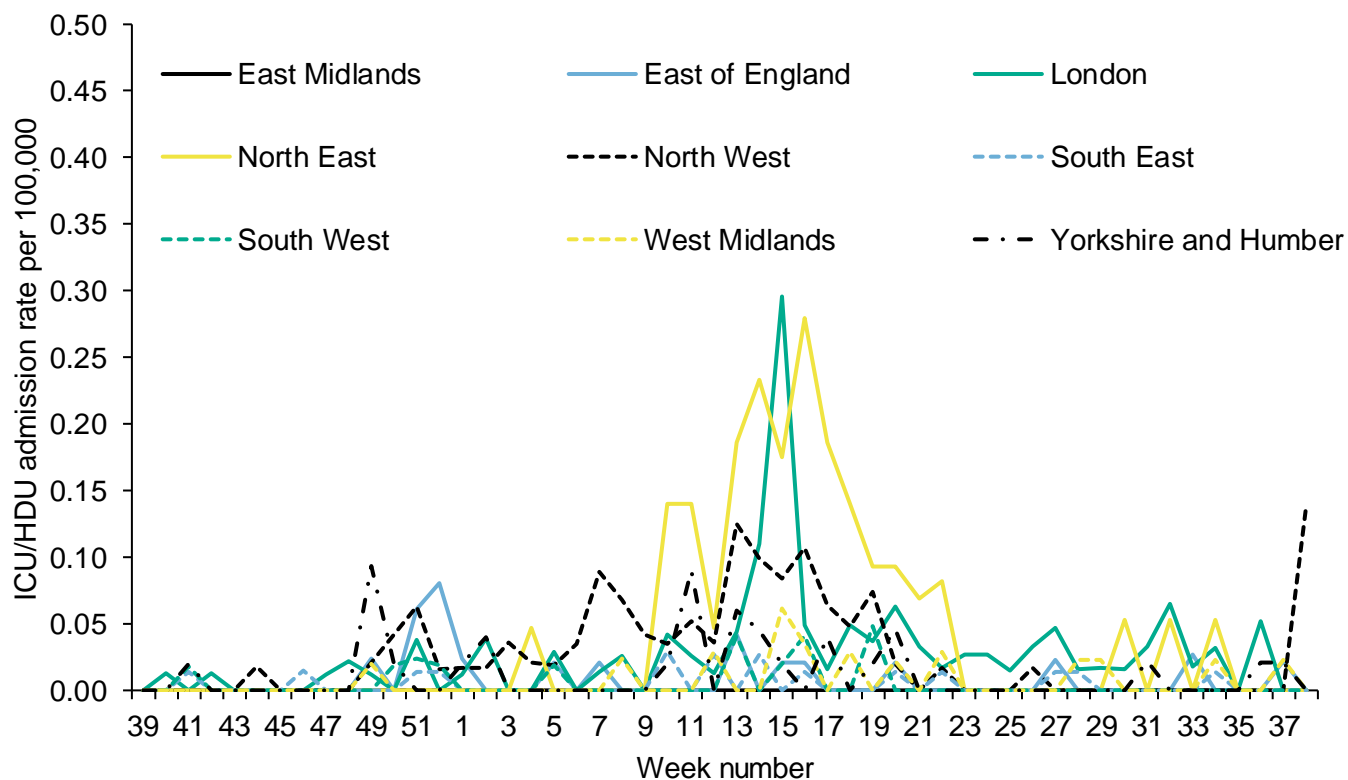 ICU/HDU admission rate per 100,000
0.50
0.45
0.40
0.35
0.30
0.25
0.20
0.15
0.10
0.05
0.00
East Midlands East of England London
North East North West South East
South West West Midlands Yorkshire and Humber
39 41 43 45 47 49 51 1 3 5 7 9 11 13 15 17 19 21 23 25 27 29 31 33 35 37
Week number